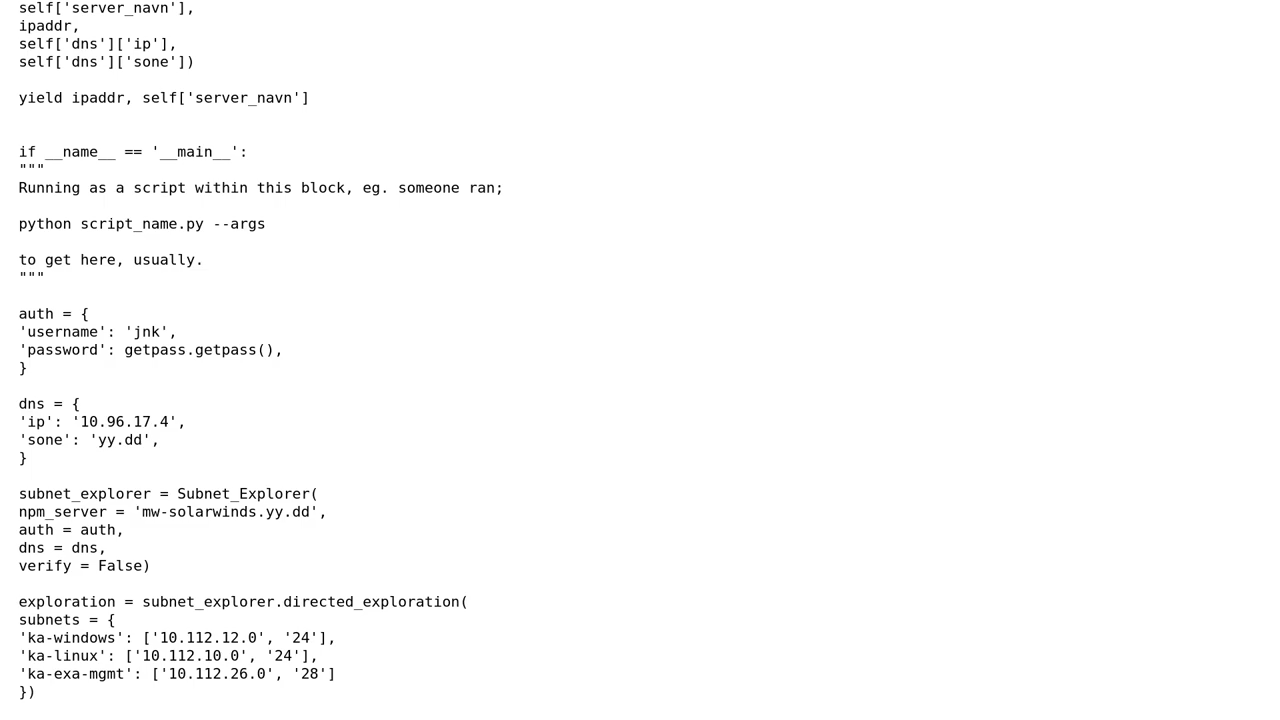 self['server_navn'],
ipaddr,
self['dns']['ip'],
self['dns']['sone'])
yield ipaddr, self['server_navn']
if __name__ == '__main__':
"""
Running as a script within this block, eg. someone ran;
python script_name.py --args
to get here, usually.
"""
auth = {
'username': 'jnk',
'password': getpass.getpass(),
}
dns = {
'ip': '10.96.17.4',
'sone': 'yy.dd',
}
subnet_explorer = Subnet_Explorer(
npm_server = 'mw-solarwinds.yy.dd',
auth = auth,
dns = dns,
verify = False)
exploration = subnet_explorer.directed_exploration(
subnets = {
'ka-windows': ['10.112.12.0', '24'],
'ka-linux': ['10.112.10.0', '24'],
'ka-exa-mgmt': ['10.112.26.0', '28']
})